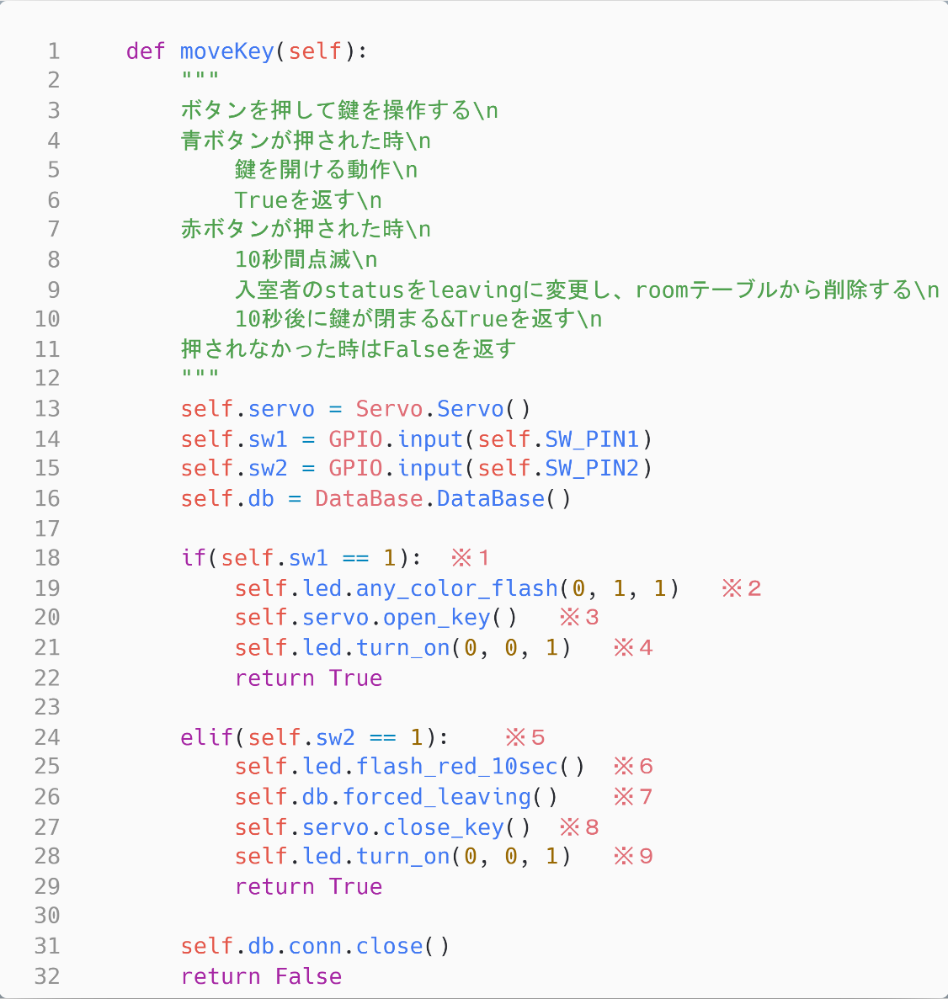 1 def moveKey(self):
2 """
3 ボタンを押して鍵を操作する\n
4 青ボタンが押された時\n
5 鍵を開ける動作\n
6 Trueを返す\n
7 赤ボタンが押された時\n
8 10秒間点滅\n
9 入室者のstatusをleavingに変更し、roomテーブルから削除する\n
10 10秒後に鍵が閉まる&Trueを返す\n
11 押されなかった時はFalseを返す
12 """
13 self.servo = Servo.Servo()
14 self.sw1 = GPIO.input(self.SW_PIN1)
15 self.sw2 = GPIO.input(self.SW_PIN2)
16 self.db = DataBase.DataBase()
17
18 if(self.sw1 == 1): ※１
19 self.led.any_color_flash(0, 1, 1) ※２
20 self.servo.open_key() ※３
21 self.led.turn_on(0, 0, 1) ※４
22 return True
23
24 elif(self.sw2 == 1): ※５
25 self.led.flash_red_10sec() ※６
26 self.db.forced_leaving() ※７
27 self.servo.close_key() ※８
28 self.led.turn_on(0, 0, 1) ※９
29 return True
30
31 self.db.conn.close()
32 return False